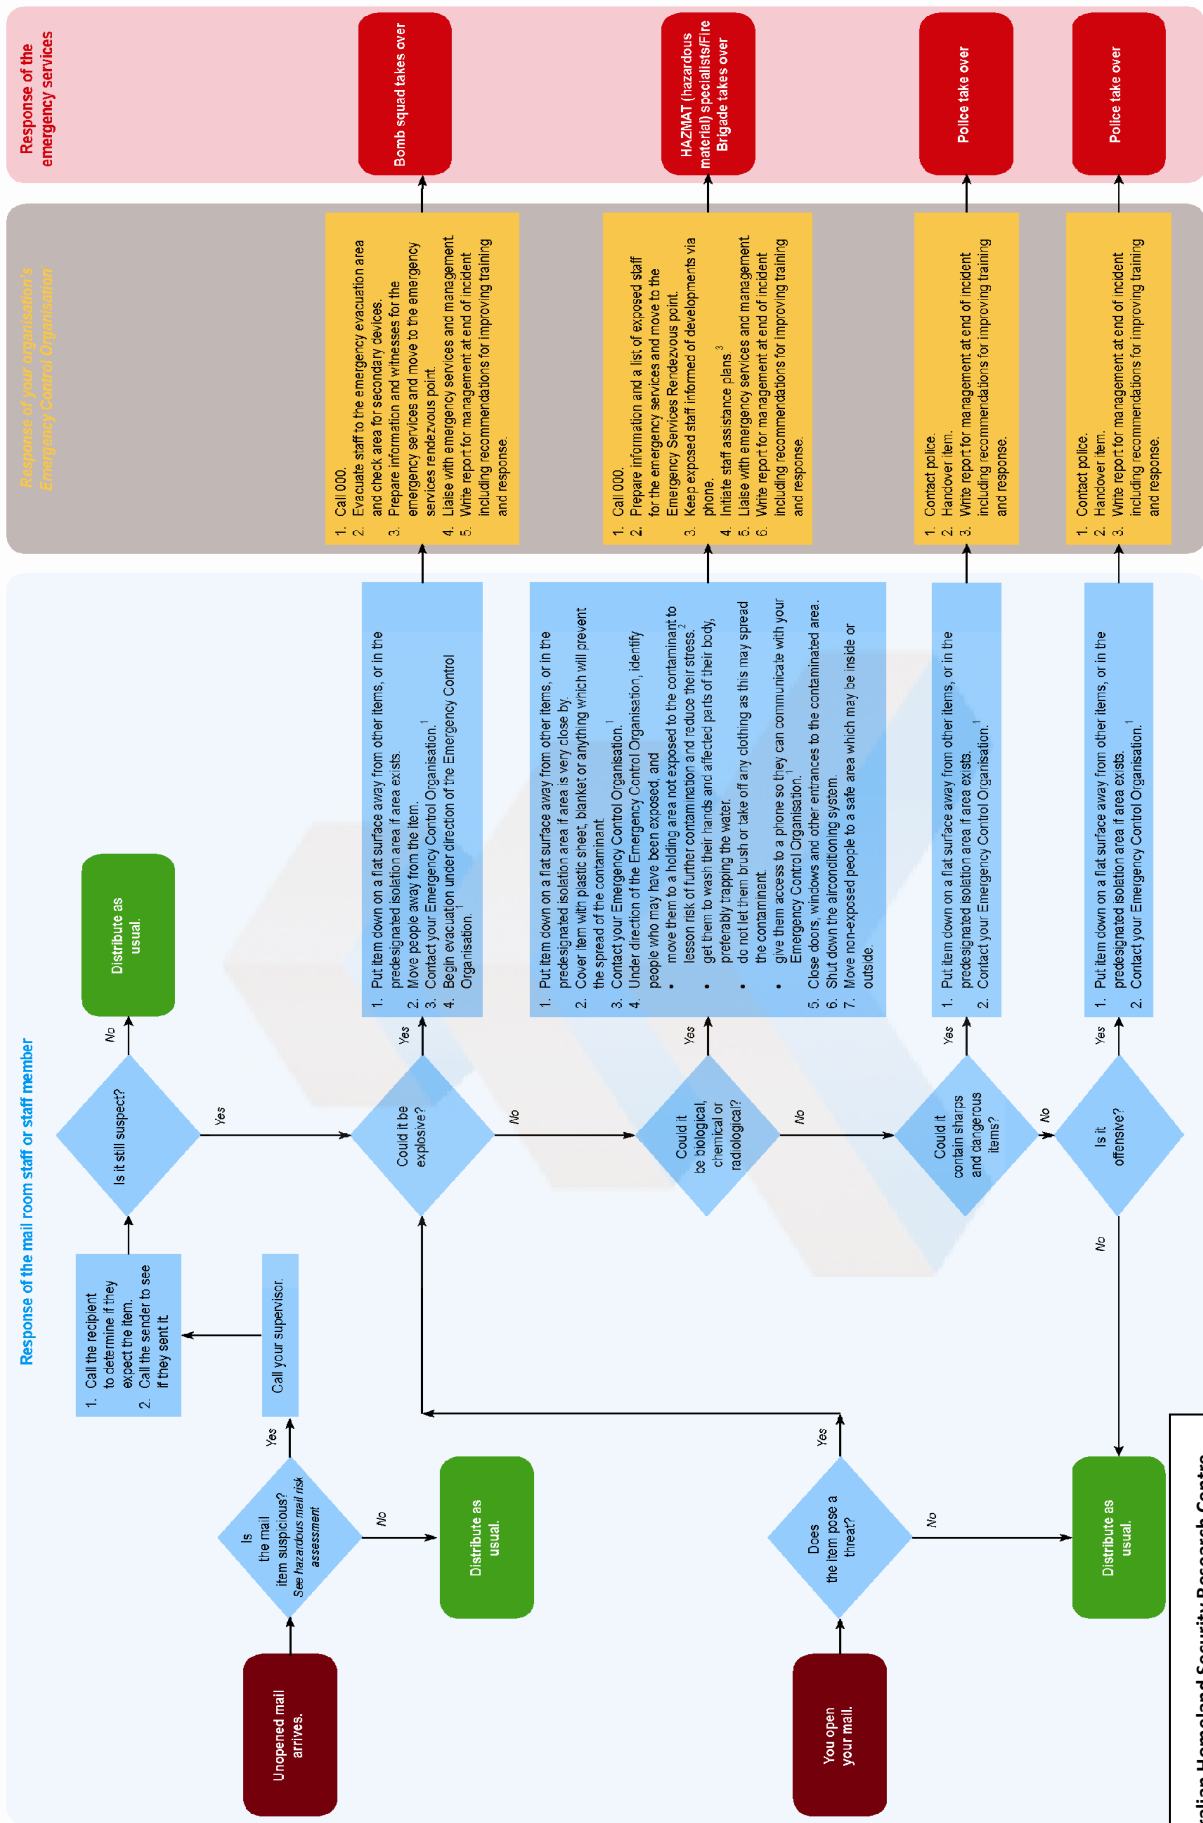 Response of the mail room staff or staff member
Response of your organisation's
Emergency Control Organisation
Response of the
emergency services
Unopened mail
arrives.
Is
the mail
item suspicious?
See hazardous mail risk
assessment
Yes
No
Distribute as
usual.
Call your supervisor.
1. Call the recipient
to determine if they
expect the item.
2. Call the sender to see
if they sent it.
Is it still suspect?
No
Distribute as
usual.
Yes
You open
your mail.
Does
the item pose a
threat?
Yes
No
Distribute as
usual.
Could it be
explosive?
Yes
No
1. Put item down on a flat surface away from other items, or in the
predesignated isolation area if area exists.
2. Move people away from the item.
3. Contact your Emergency Control Organisation.1
4. Begin evacuation under direction of the Emergency Control
Organisation.1
1. Call 000.
2. Evacuate staff to the emergency evacuation area
and check area for secondary devices.
3. Prepare information and witnesses for the
emergency services and move to the emergency
services rendezvous point.
4. Liaise with emergency services and management.
5. Write report for management at end of incident
including recommendations for improving training
and response.
Bomb squad takes over
Could it
be biological,
chemical or
radiological?
Yes
No
1. Put item down on a flat surface away from other items, or in the
predesignated isolation area if area is very close by.
2. Cover item with plastic sheet, blanket or anything which will prevent
the spread of the contaminant.
3. Contact your Emergency Control Organisation.1
4. Under direction of the Emergency Control Organisation, identify
people who may have been exposed, and
• move them to a holding area not exposed to the contaminant to
lesson risk of further contamination and reduce their stress.2
• get them to wash their hands and affected parts of their body,
preferably trapping the water.
• do not let them brush or take off any clothing as this may spread
the contaminant.
• give them access to a phone so they can communicate with your
Emergency Control Organisation.1
5. Close doors, windows and other entrances to the contaminated area.
6. Shut down the airconditioning system.
7. Move non-exposed people to a safe area which may be inside or
outside.
1. Call 000.
2. Prepare information and a list of exposed staff
for the emergency services and move to the
Emergency Services Rendezvous point.
3. Keep exposed staff informed of developments via
phone.
4. Initiate staff assistance plans.3
5. Liaise with emergency services and management.
6. Write report for management at end of incident
including recommendations for improving training
and response.
HAZMAT (hazardous
material) specialists/Fire
Brigade takes over
Could it
contain sharps
and dangerous
items?
Yes
No
1. Put item down on a flat surface away from other items, or in the
predesignated isolation area if area exists.
2. Contact your Emergency Control Organisation.1
1. Contact police.
2. Handover item.
3. Write report for management at end of incident
including recommendations for improving training
and response.
Police take over
Is it
offensive?
Yes
No
1. Put item down on a flat surface away from other items, or in the
predesignated isolation area if area exists.
2. Contact your Emergency Control Organisation.1
1. Contact police.
2. Handover item.
3. Write report for management at end of incident
including recommendations for improving training
and response.
Police take over
Homeland Security Research Centre